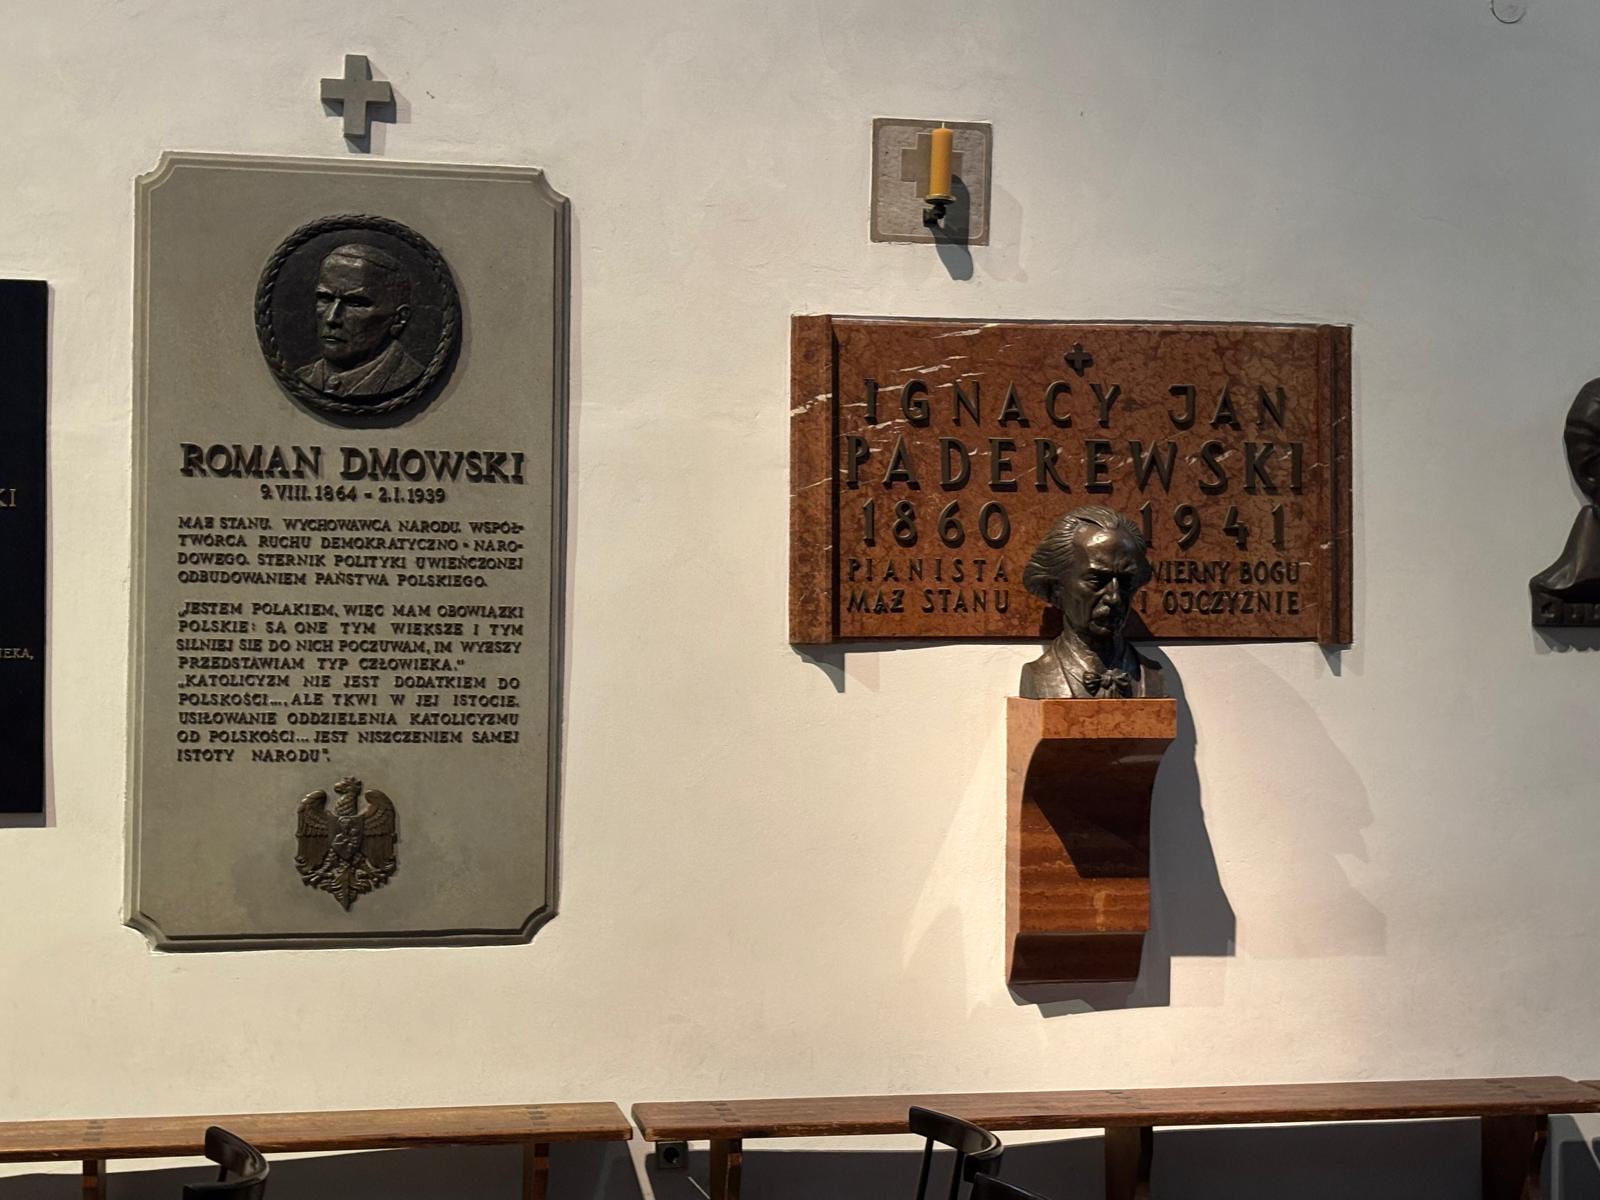 KI
IEKA,
ROMAN DMOWSKI
9.VIII.1864 - 2.I.1939
MĄŻ STANU. WYCHOWAWCA NARODU. WSPÓŁ-
TWÓRCA RUCHU DEMOKRATYCZNO-NARO-
DOWEGO. STERNIK POLITYKI UWIEŃCZONEJ
ODBUDOWANIEM PAŃSTWA POLSKIEGO.
„JESTEM POLAKIEM, WIĘC MAM OBOWIĄZKI
POLSKIE: SĄ ONE TYM WIĘKSZE I TYM
SILNIEJ SIĘ DO NICH POCZUWAM, IM WYŻSZY
PRZEDSTAWIAM TYP CZŁOWIEKA."
„KATOLICYZM NIE JEST DODATKIEM DO
POLSKOŚCI..., ALE TKWI W JEJ ISTOCIE.
USIŁOWANIE ODDZIELENIA KATOLICYZMU
OD POLSKOŚCI... JEST NISZCZENIEM SAMEJ
ISTOTY NARODU".
IGNACY JAN
PADEREWSKI
1860 1941
PIANISTA WIERNY BOGU
MĄŻ STANU I OJCZYŹNIE